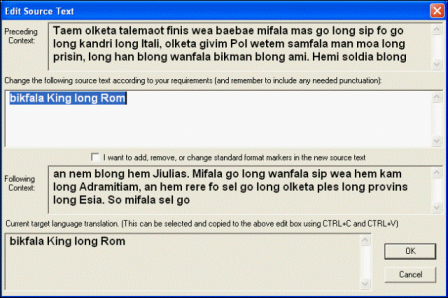 Edit Source Text
Preceding Context:
Taem olketa talemaot finis wea baebae mifala mas go long sip fo go
long kandri long Itali, olketa givim Pol wetem samfala man moa long
prisin, long han blong wanfala bikman blong ami. Hemi soldia blong
Change the following source text according to your requirements (and remember to include any needed punctuation):
bikfala King long Rom
I want to add, remove, or change standard format markers in the new source text
Following Context:
an nem blong hem Jiulias. Mifala go long wanfala sip wea hem kam
long Adramitiam, an hem rere fo sel go long olketa ples long provins
long Esia. So mifala sel go
Current target language translation. (This can be selected and copied to the above edit box using CTRL+C and CTRL+V)
bikfala King long Rom
OK
Cancel